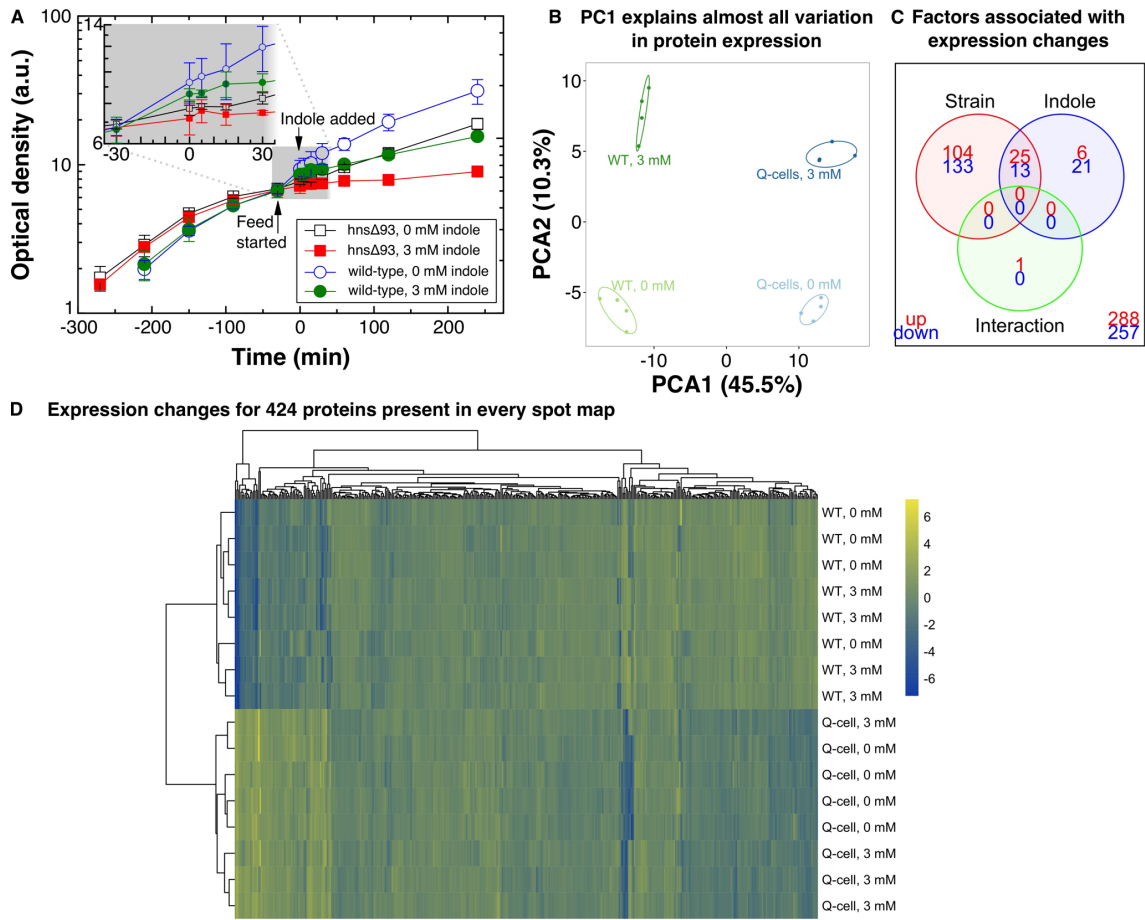 A
Optical density (a.u.)
100
10
1
14
6
-30
0
30
Indole added
Feed
started
hnsΔ93, 0 mM indole
hnsΔ93, 3 mM indole
wild-type, 0 mM indole
wild-type, 3 mM indole
-300
-200
-100
0
100
200
Time (min)
B PC1 explains almost all variation
in protein expression
PCA2 (10.3%)
10
5
0
-5
WT, 3 mM
Q-cells, 3 mM
WT, 0 mM
Q-cells, 0 mM
-10
0
10
PCA1 (45.5%)
C Factors associated with
expression changes
Strain
Indole
104
133
25
13
6
21
0
0
0
0
0
0
1
0
Interaction
up
down
288
257
D Expression changes for 424 proteins present in every spot map
WT, 0 mM
WT, 0 mM
WT, 0 mM
WT, 3 mM
WT, 3 mM
WT, 0 mM
WT, 3 mM
WT, 3 mM
Q-cell, 3 mM
Q-cell, 0 mM
Q-cell, 0 mM
Q-cell, 0 mM
Q-cell, 0 mM
Q-cell, 3 mM
Q-cell, 3 mM
Q-cell, 3 mM
6
4
2
0
-2
-4
-6